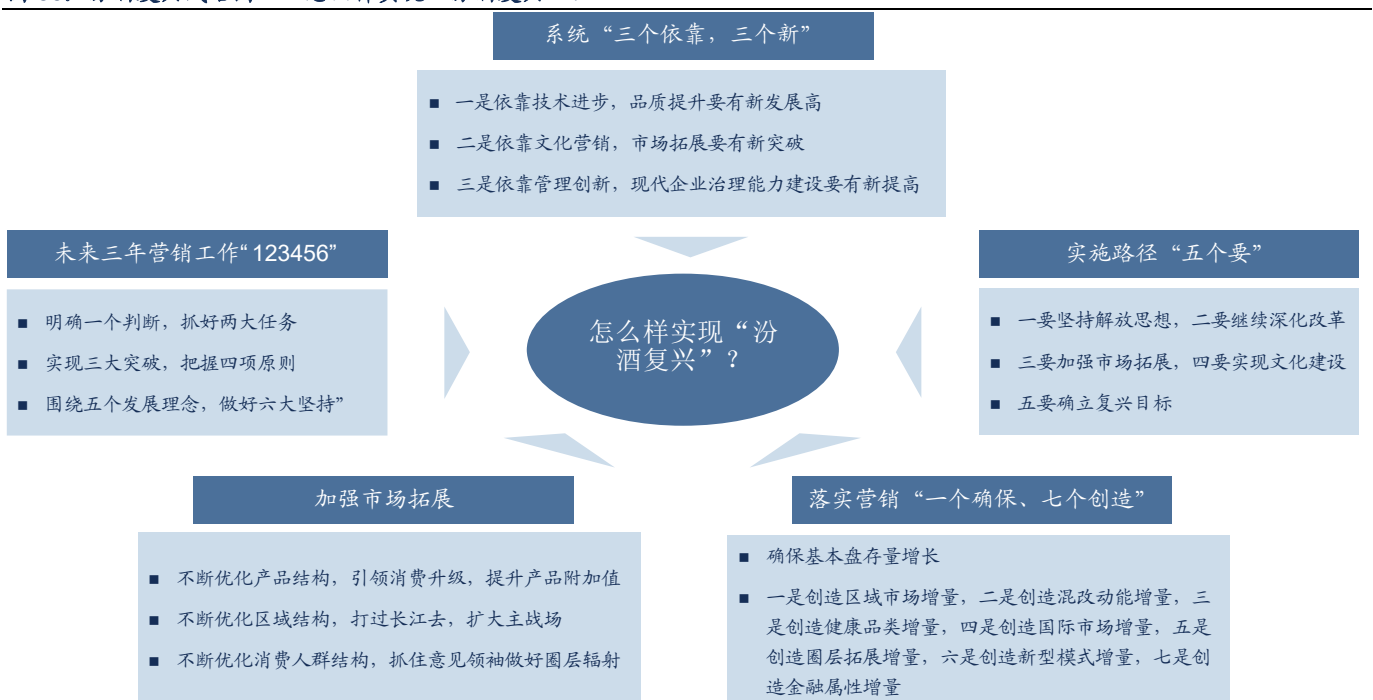 系统“三个依靠，三个新”
■ 一是依靠技术进步，品质提升要有新发展高
■ 二是依靠文化营销，市场拓展要有新突破
■ 三是依靠管理创新，现代企业治理能力建设要有新提高
未来三年营销工作“123456”
■ 明确一个判断，抓好两大任务
■ 实现三大突破，把握四项原则
■ 围绕五个发展理念，做好六大坚持”
怎么样实现“汾
酒复兴”？
实施路径“五个要”
■ 一要坚持解放思想，二要继续深化改革
■ 三要加强市场拓展，四要实现文化建设
■ 五要确立复兴目标
加强市场拓展
■ 不断优化产品结构，引领消费升级，提升产品附加值
■ 不断优化区域结构，打过长江去，扩大主战场
■ 不断优化消费人群结构，抓住意见领袖做好圈层辐射
落实营销“一个确保、七个创造”
■ 确保基本盘存量增长
■ 一是创造区域市场增量，二是创造混改动能增量，三
是创造健康品类增量，四是创造国际市场增量，五是
创造圈层拓展增量，六是创造新型模式增量，七是创
造金融属性增量